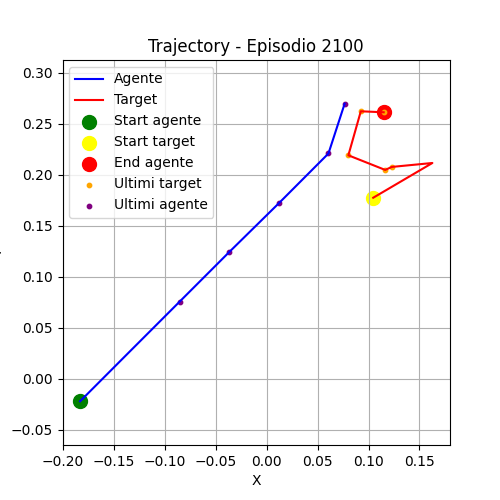 Trajectory - Episodio 2100
Agente
Target
Start agente
Start target
End agente
Ultimi target
Ultimi agente
0.30
0.25
0.20
0.15
0.10
0.05
0.00
−0.05
−0.20 −0.15 −0.10 −0.05 0.00 0.05 0.10 0.15
X